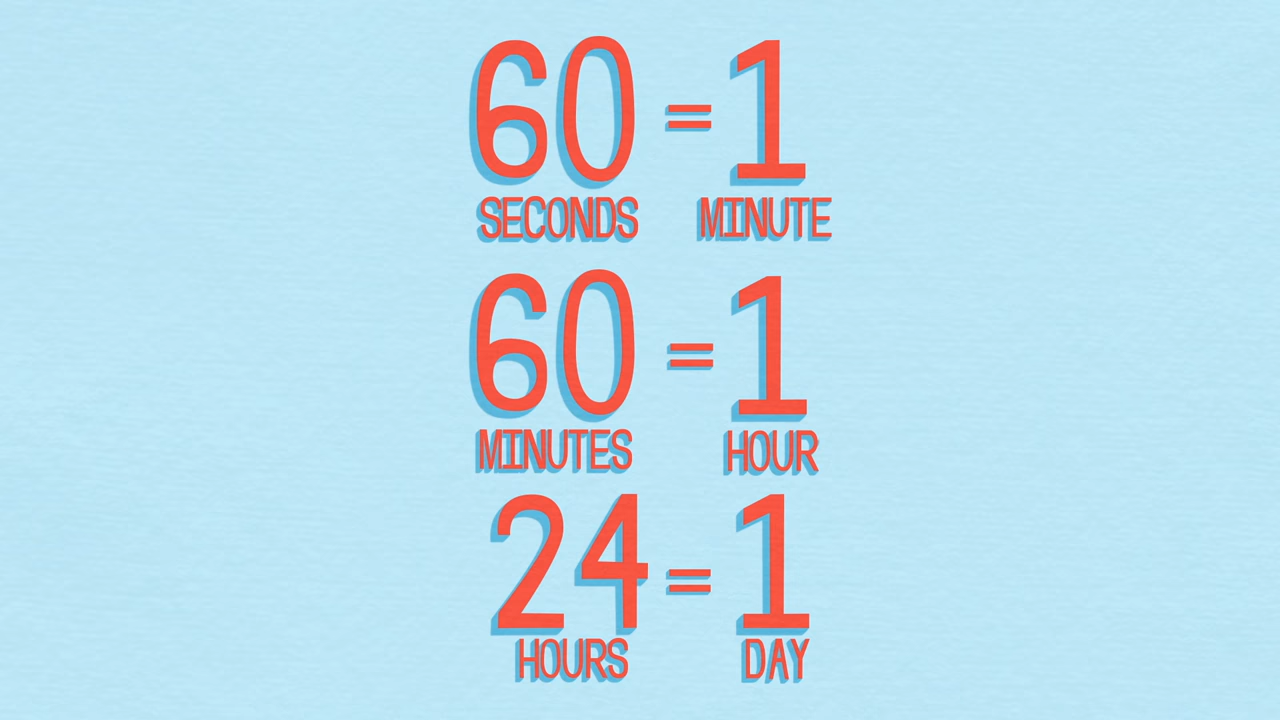 60 = 1
SECONDS MINUTE
60 = 1
MINUTES HOUR
24 = 1
HOURS DAY